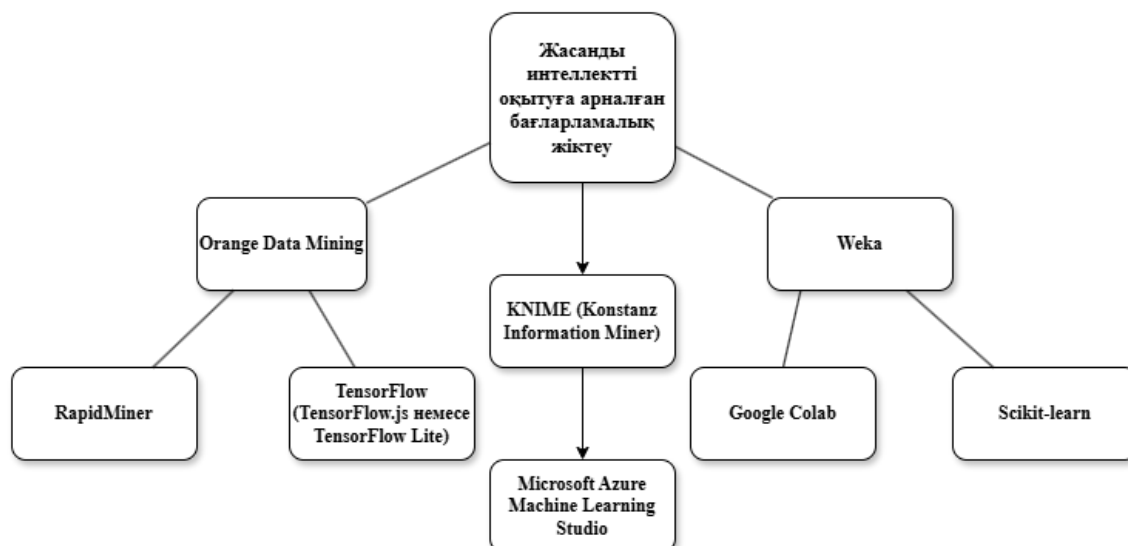 Жасанды
интеллектті
оқытуға арналған
бағларламалық
жіктеу
Orange Data Mining
Weka
KNIME (Konstanz
Information Miner)
RapidMiner
TensorFlow
(TensorFlow.js немесе
TensorFlow Lite)
Google Colab
Scikit-learn
Microsoft Azure
Machine Learning
Studio